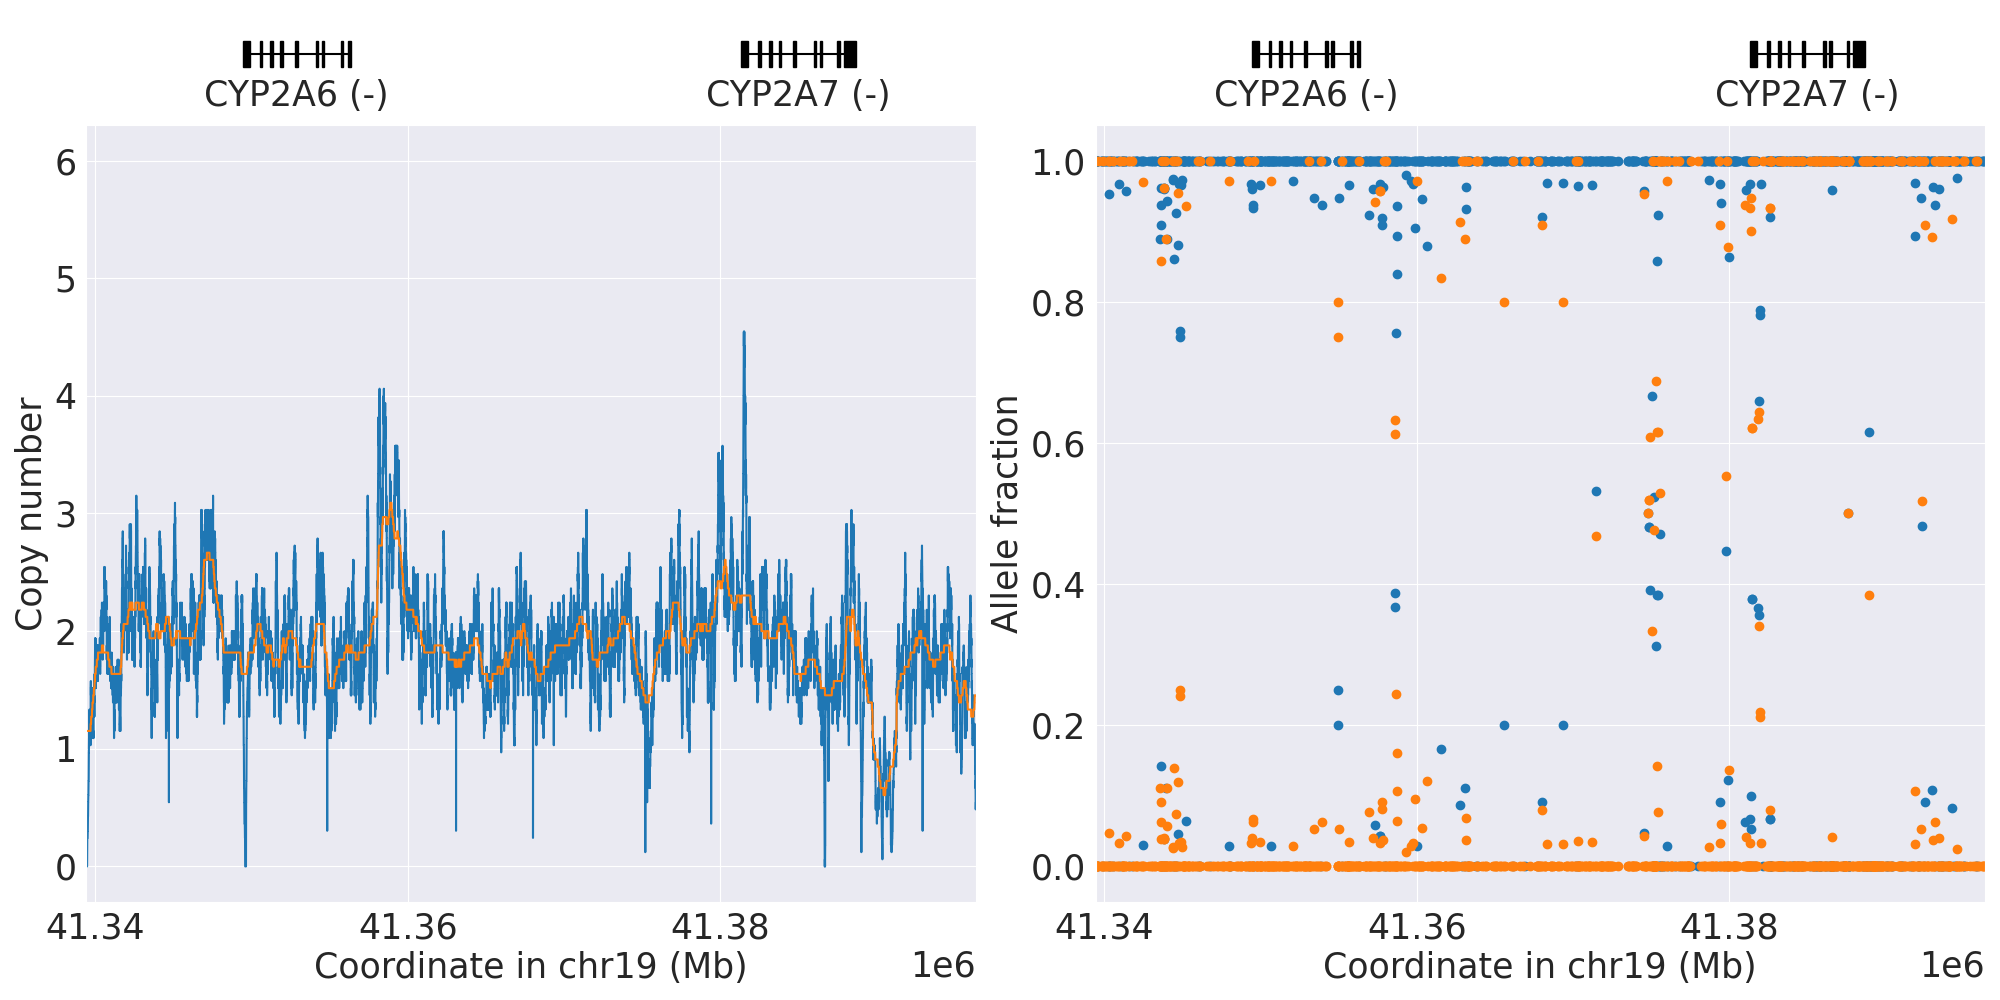 CYP2A6 (-)
CYP2A7 (-)
6
5
4
3
2
1
0
Copy number
41.34
41.36
41.38
Coordinate in chr19 (Mb)
1e6
CYP2A6 (-)
CYP2A7 (-)
1.0
0.8
0.6
0.4
0.2
0.0
Allele fraction
41.34
41.36
41.38
Coordinate in chr19 (Mb)
1e6